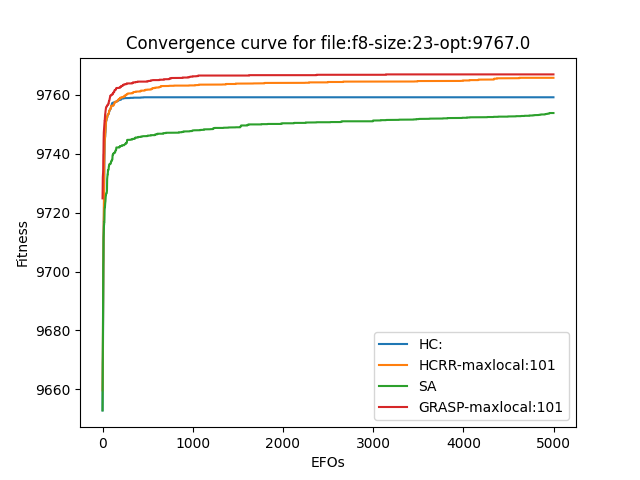 Convergence curve for file:f8-size:23-opt:9767.0
Fitness
9760
9740
9720
9700
9680
9660
0
1000
2000
3000
4000
5000
EFOs
HC:
HCRR-maxlocal:101
SA
GRASP-maxlocal:101